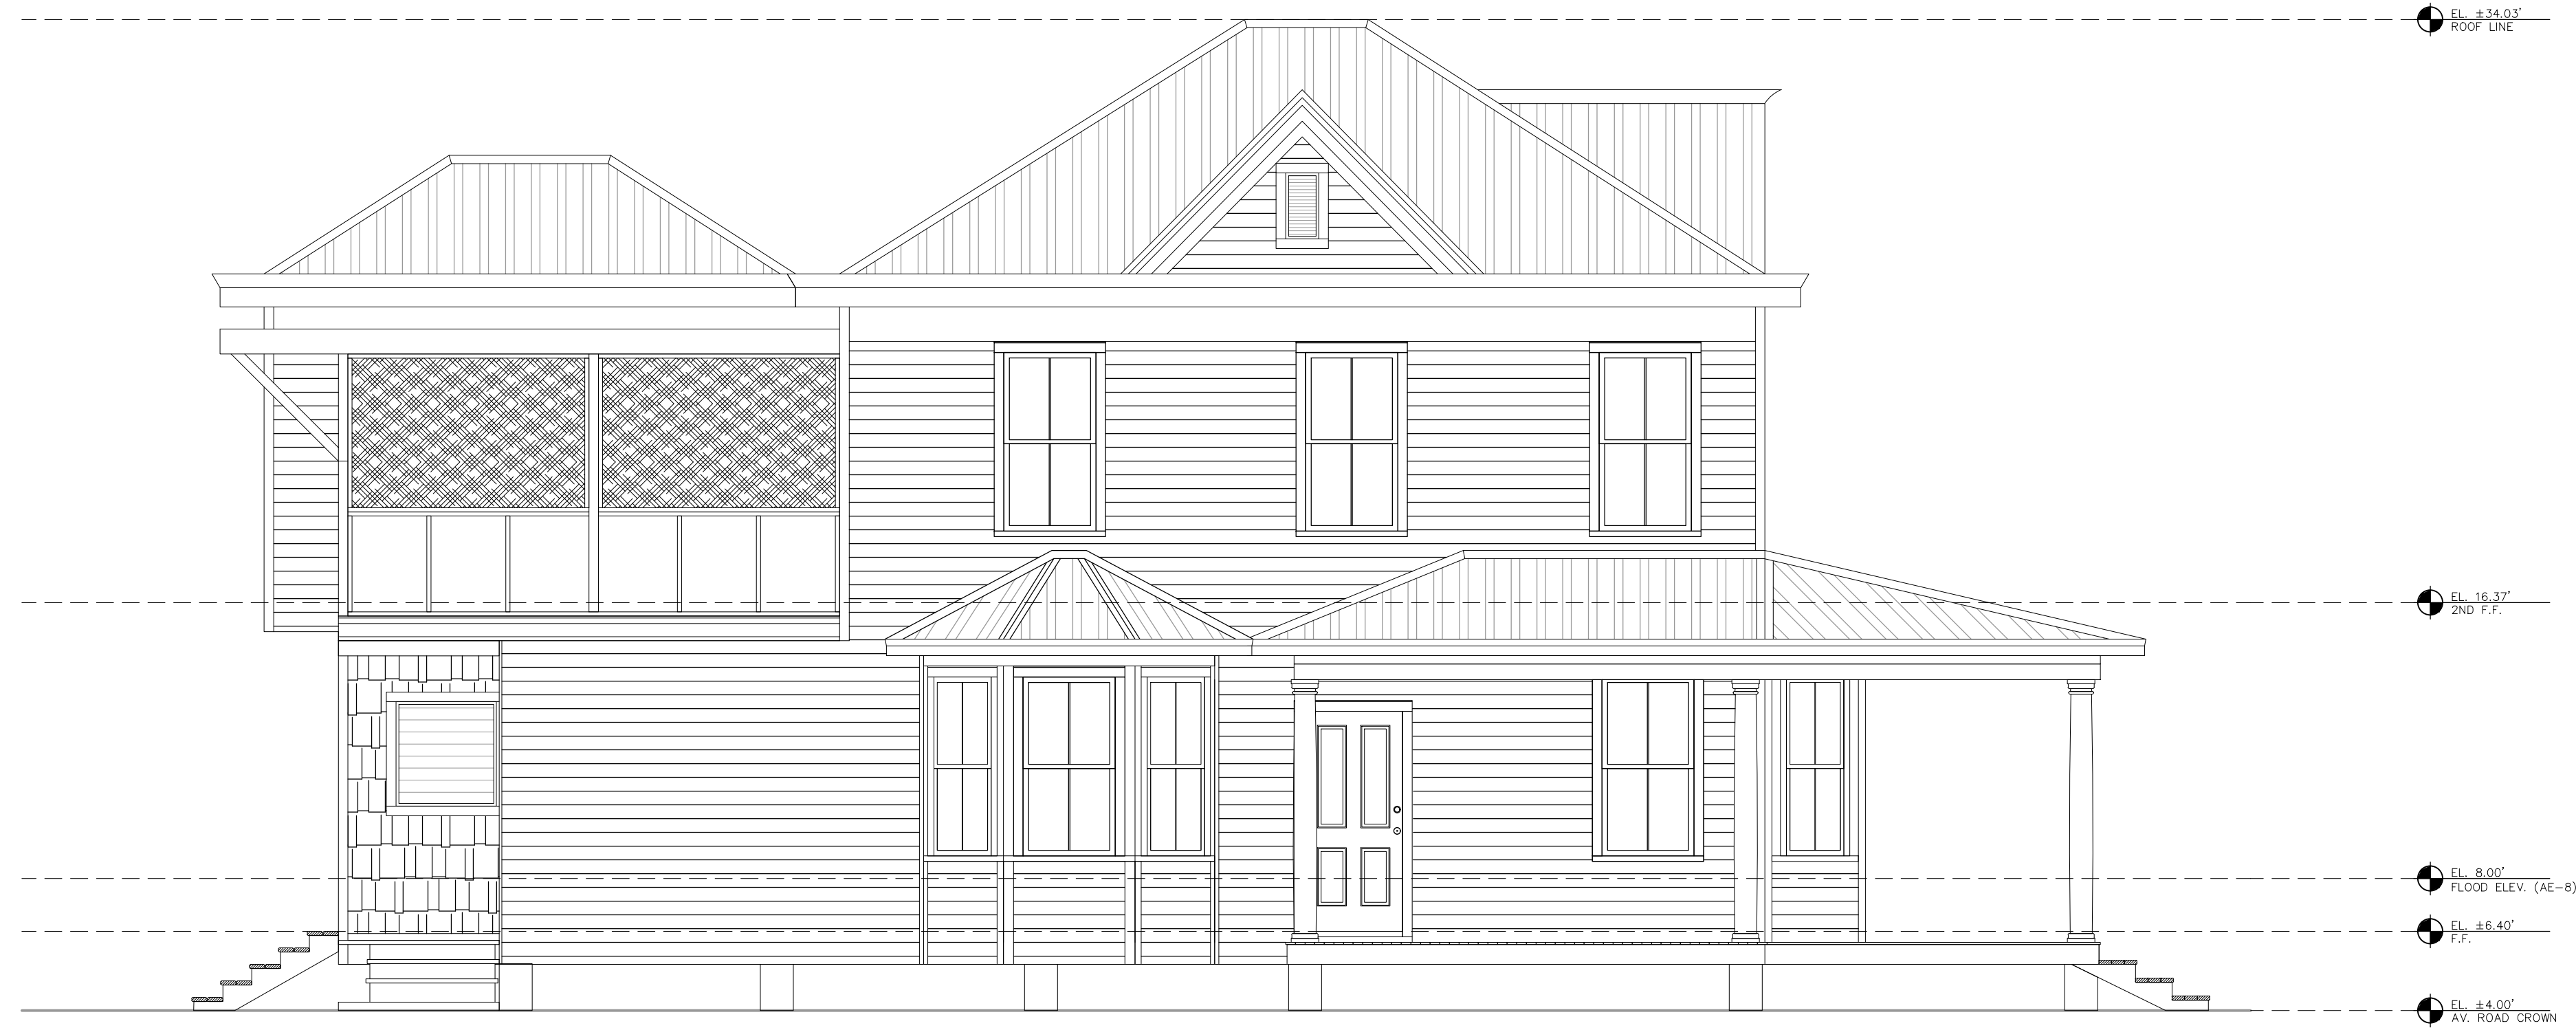 EL. ±34.03'
ROOF LINE
EL. 16.37'
2ND F.F.
EL. 8.00'
FLOOD ELEV. (AE-8)
EL. ±6.40'
F.F.
EL. ±4.00'
AV. ROAD CROWN